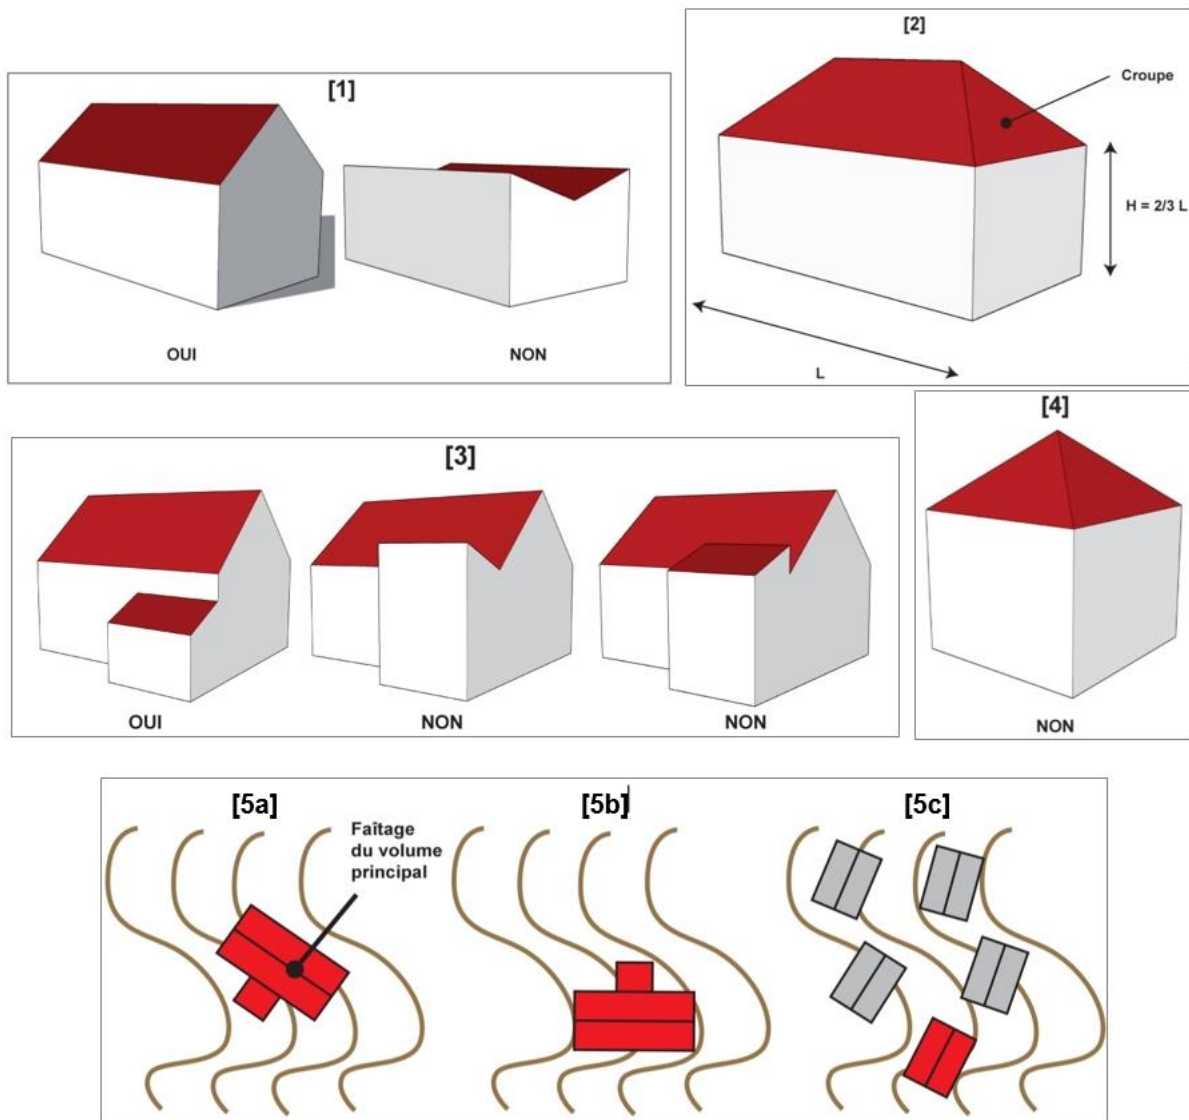 [1]
OUI
NON
[2]
Croupe
H = 2/3 L
L
[3]
OUI
NON
NON
[4]
NON
[5a]
Faîtage
du volume
principal
[5b]
[5c]